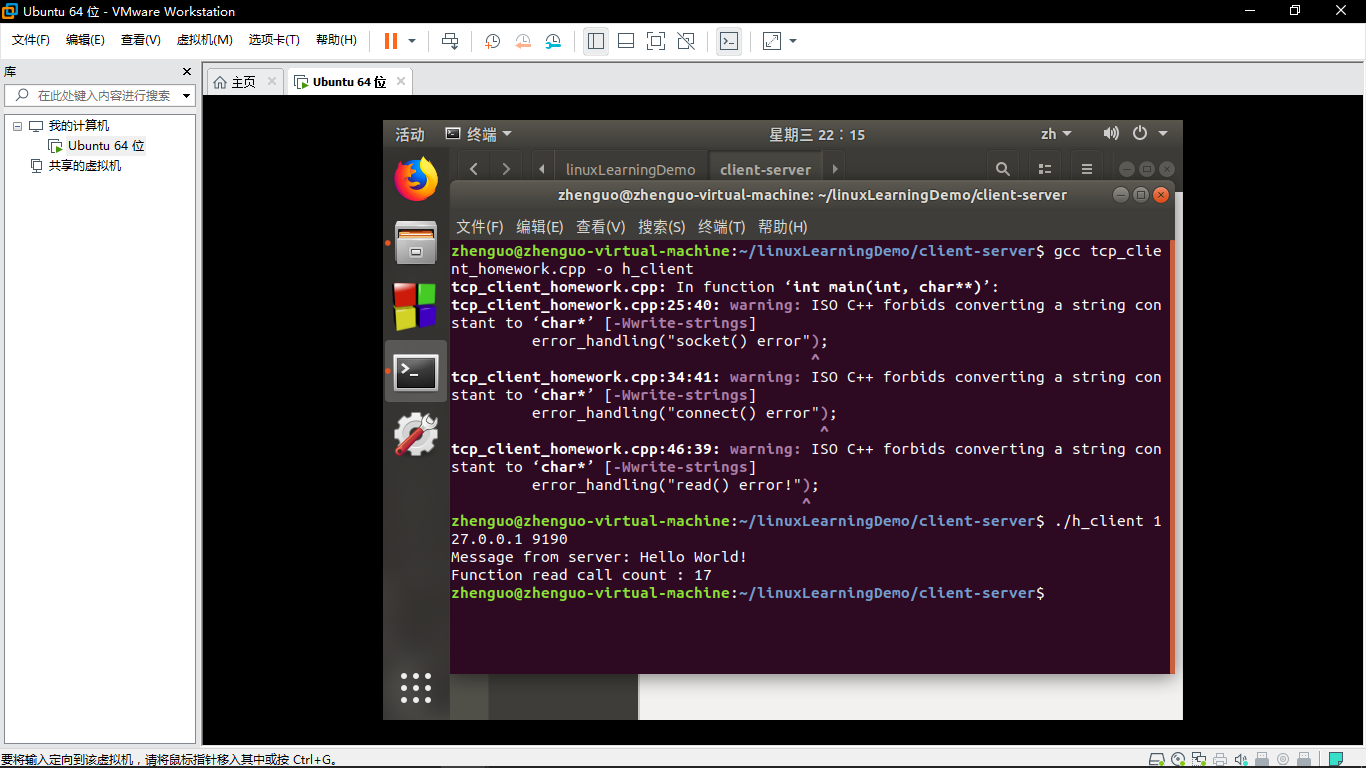 Ubuntu 64 位 - VMware Workstation
文件(F) 编辑(E) 查看(V) 虚拟机(M) 选项卡(T) 帮助(H)
库
在此处键入内容进行搜索
我的计算机
Ubuntu 64 位
共享的虚拟机
主页 Ubuntu 64 位
活动 终端 星期三 22：15 zh
linuxLearningDemo client-server
zhenguo@zhenguo-virtual-machine: ~/linuxLearningDemo/client-server
文件(F) 编辑(E) 查看(V) 搜索(S) 终端(T) 帮助(H)
zhenguo@zhenguo-virtual-machine:~/linuxLearningDemo/client-server$ gcc tcp_clie
nt_homework.cpp -o h_client
tcp_client_homework.cpp: In function ‘int main(int, char**)’:
tcp_client_homework.cpp:25:40: warning: ISO C++ forbids converting a string con
stant to ‘char*’ [-Wwrite-strings]
error_handling("socket() error");
^
tcp_client_homework.cpp:34:41: warning: ISO C++ forbids converting a string con
stant to ‘char*’ [-Wwrite-strings]
error_handling("connect() error");
^
tcp_client_homework.cpp:46:39: warning: ISO C++ forbids converting a string con
stant to ‘char*’ [-Wwrite-strings]
error_handling("read() error!");
^
zhenguo@zhenguo-virtual-machine:~/linuxLearningDemo/client-server$ ./h_client 1
27.0.0.1 9190
Message from server: Hello World!
Function read call count : 17
zhenguo@zhenguo-virtual-machine:~/linuxLearningDemo/client-server$
要将输入定向到该虚拟机，请将鼠标指针移入其中或按 Ctrl+G。